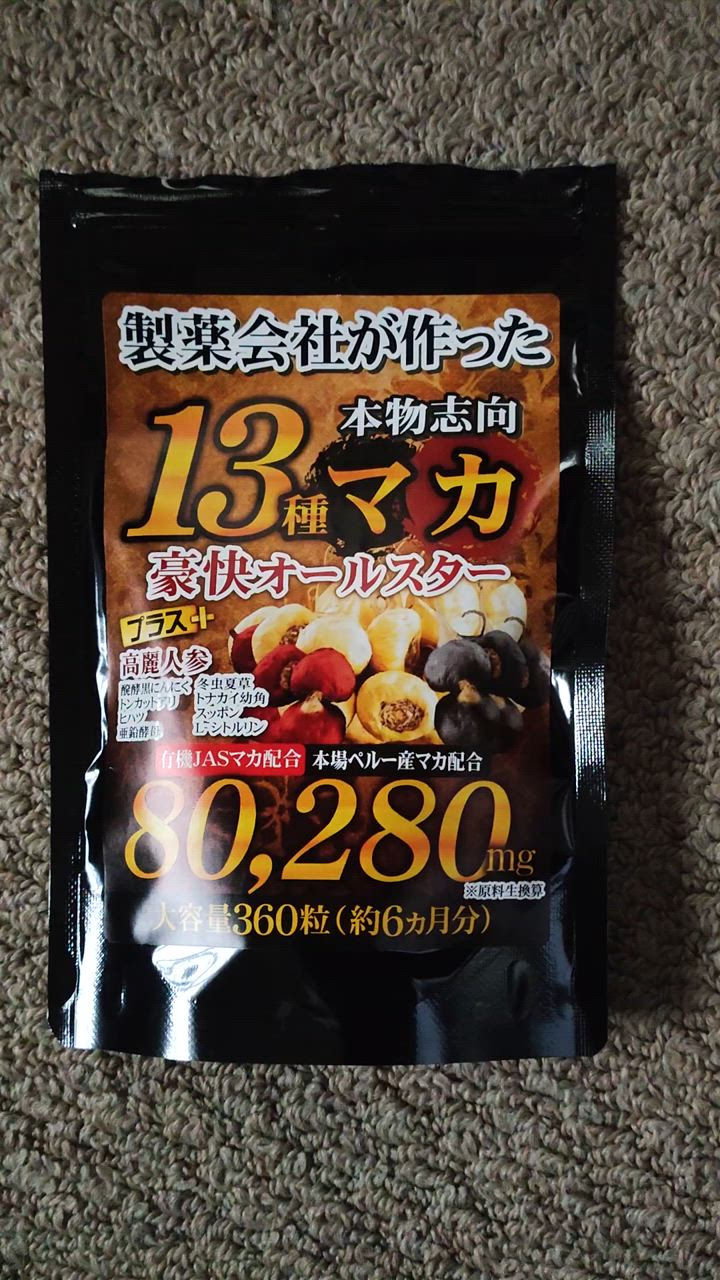 製薬会社が作った
本物志向
13種マカ
豪快オールスター
プラス+
高麗人参
醗酵黒にんにく 冬虫夏草
トンカットアリ トナカイ幼角
ヒハツ スッポン
亜鉛酵母 L-シトルリン
有機JASマカ配合 本場ペルー産マカ配合
80,280mg
※原料生換算
大容量360粒(約6ヵ月分)